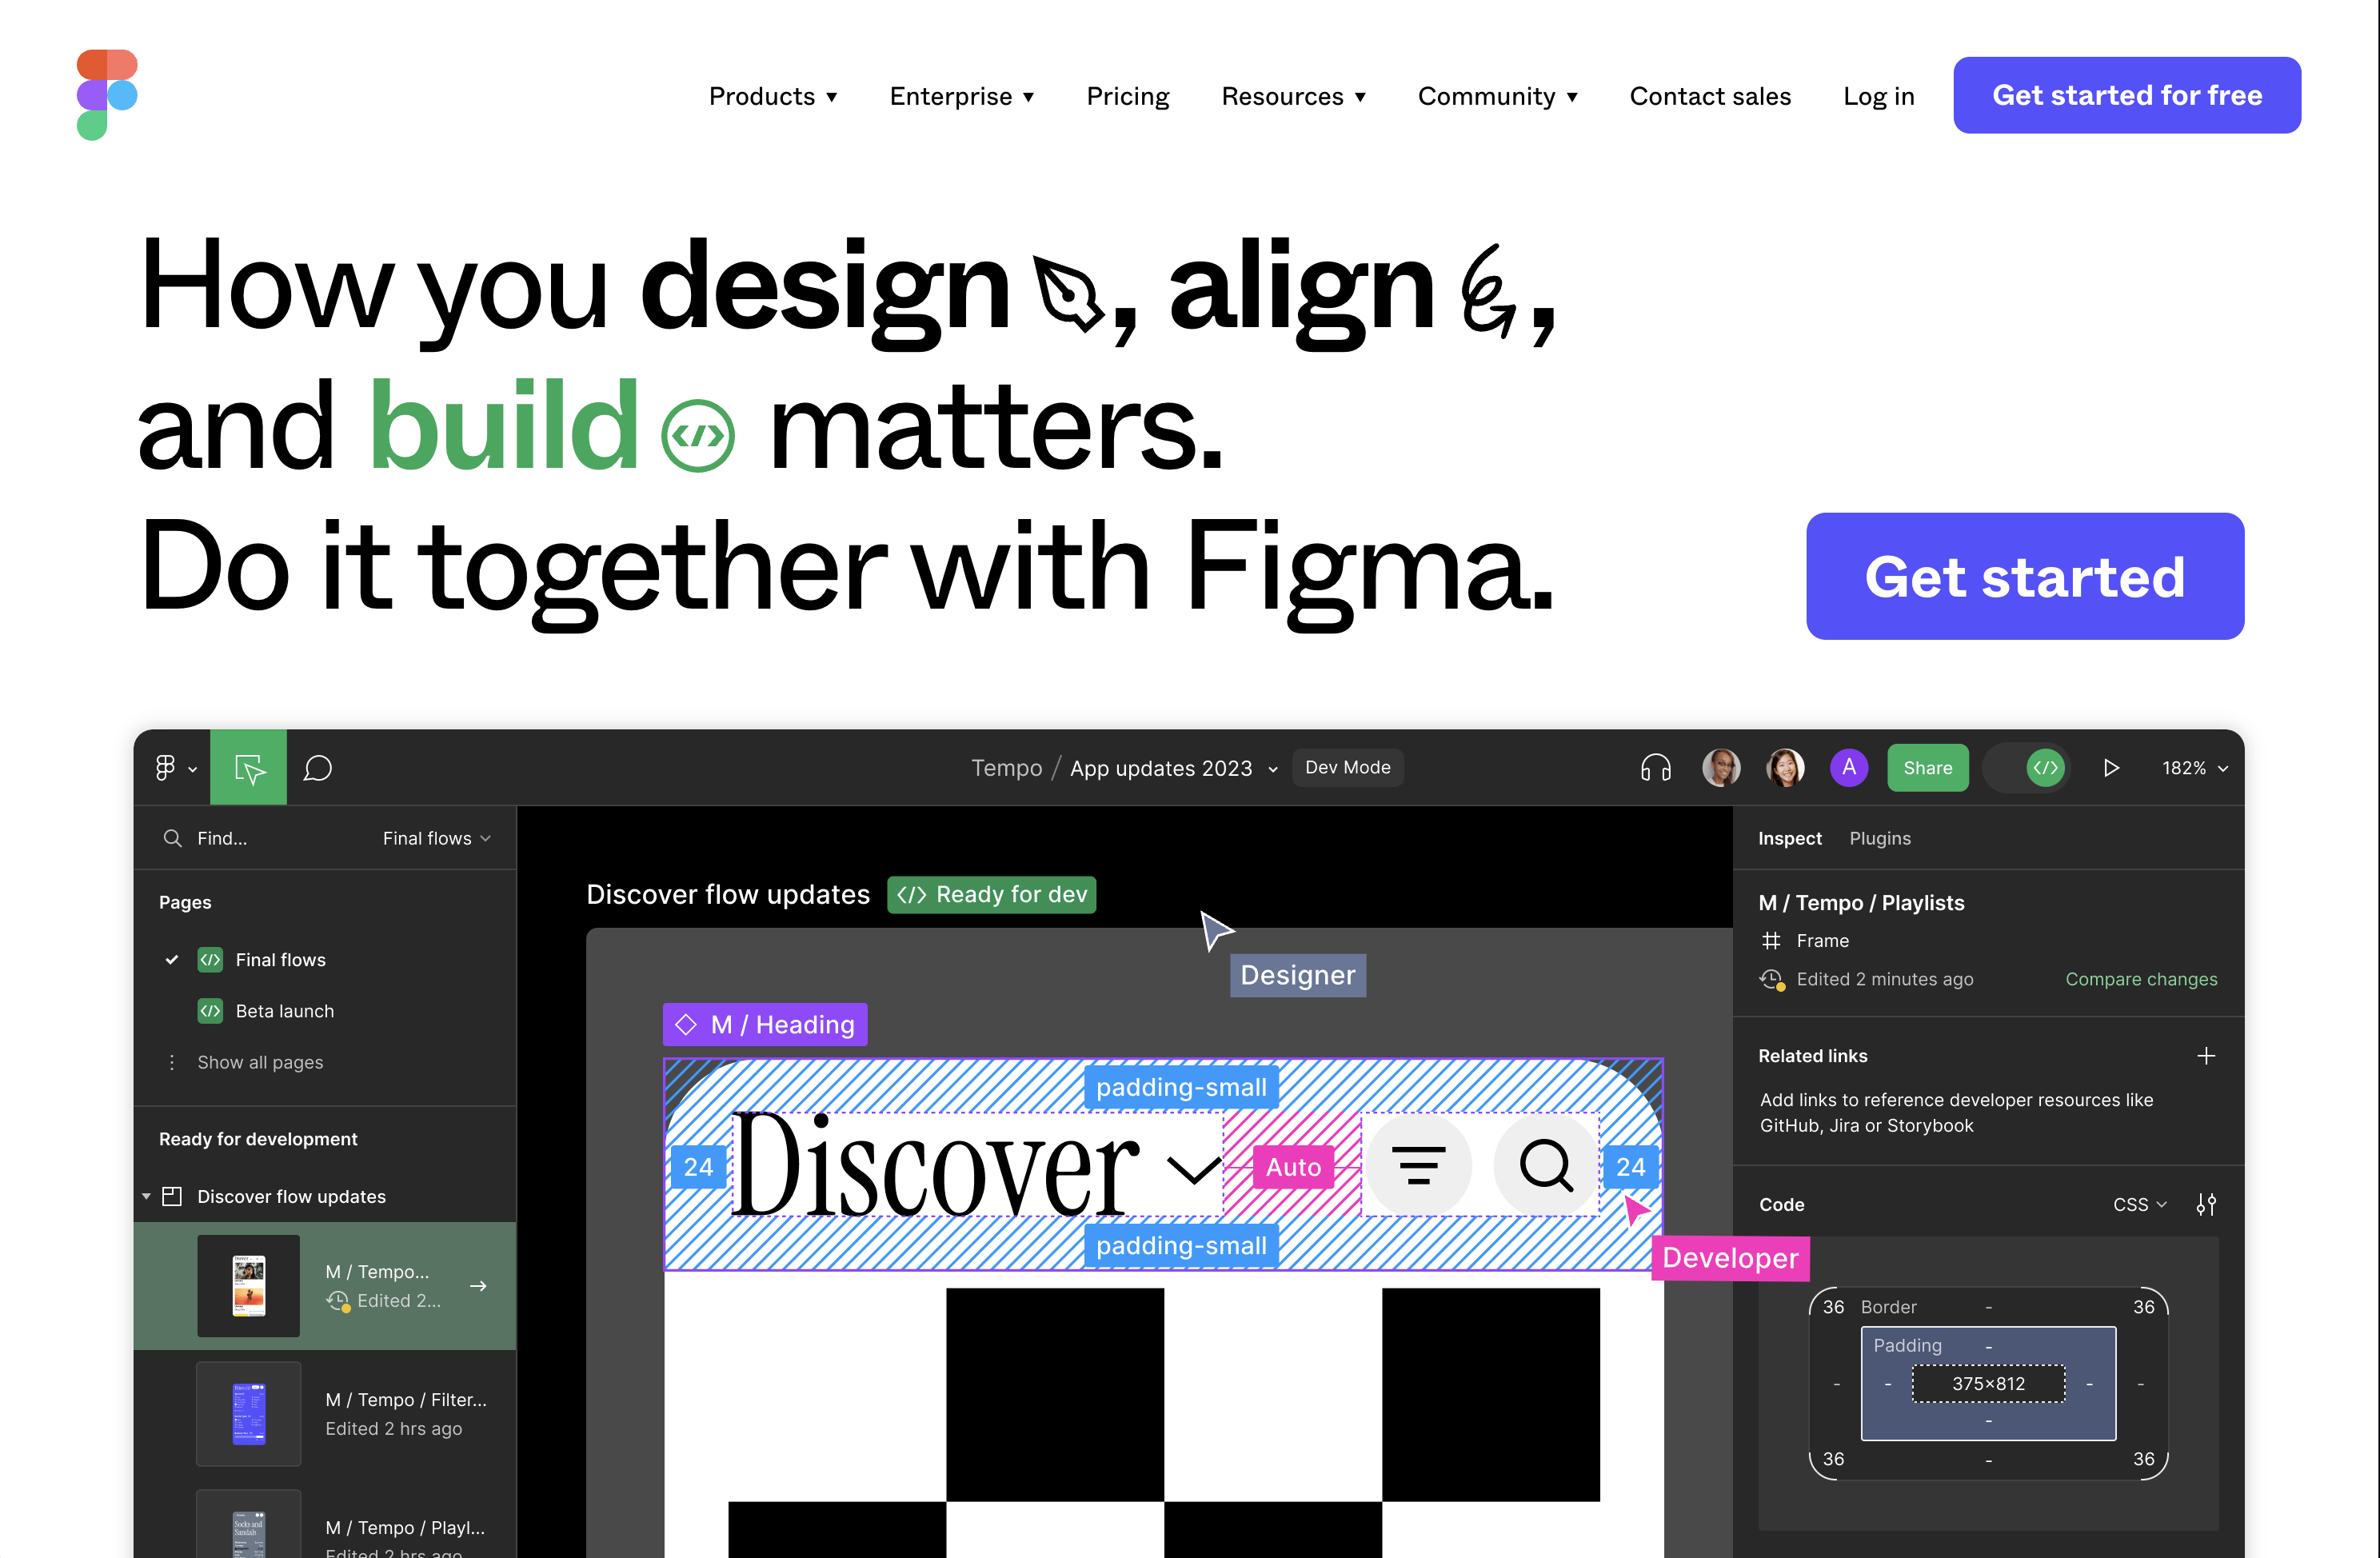 Products ▼ Enterprise ▼ Pricing Resources ▼ Community ▼ Contact sales Log in Get started for free
How you design, align,
and build </> matters.
Do it together with Figma.
Get started
Tempo / App updates 2023 Dev Mode A Share </> 182%
Find... Final flows
Pages
</> Final flows
</> Beta launch
Show all pages
Ready for development
Discover flow updates
M / Tempo...
Edited 2...
M / Tempo / Filter...
Edited 2 hrs ago
M / Tempo / Playl...
Edited 2 hrs ago
Discover flow updates </> Ready for dev
Designer
M / Heading
padding-small
24 Discover Auto 24
padding-small
Developer
Inspect Plugins
M / Tempo / Playlists
Frame
Edited 2 minutes ago Compare changes
Related links
Add links to reference developer resources like
GitHub, Jira or Storybook
Code CSS
36 Border - 36
Padding -
- - 375×812 - -
-
36 - 36